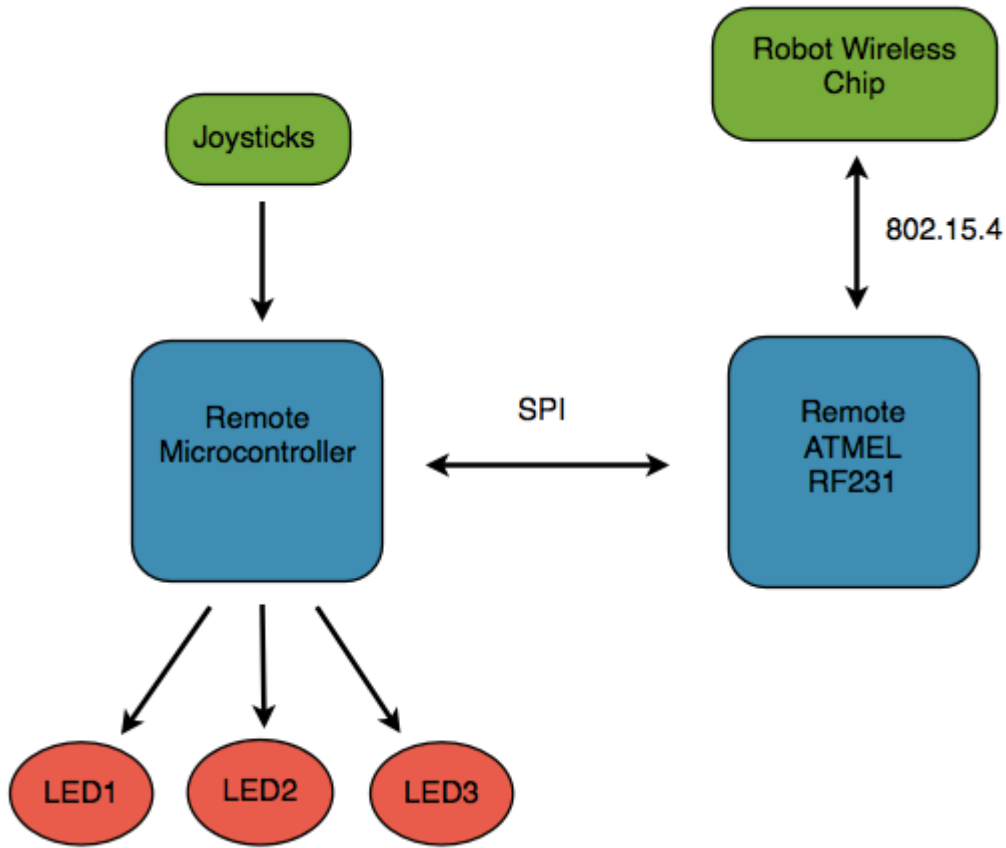 Robot Wireless
Chip
Joysticks
802.15.4
Remote
Microcontroller
SPI
Remote
ATMEL
RF231
LED1
LED2
LED3